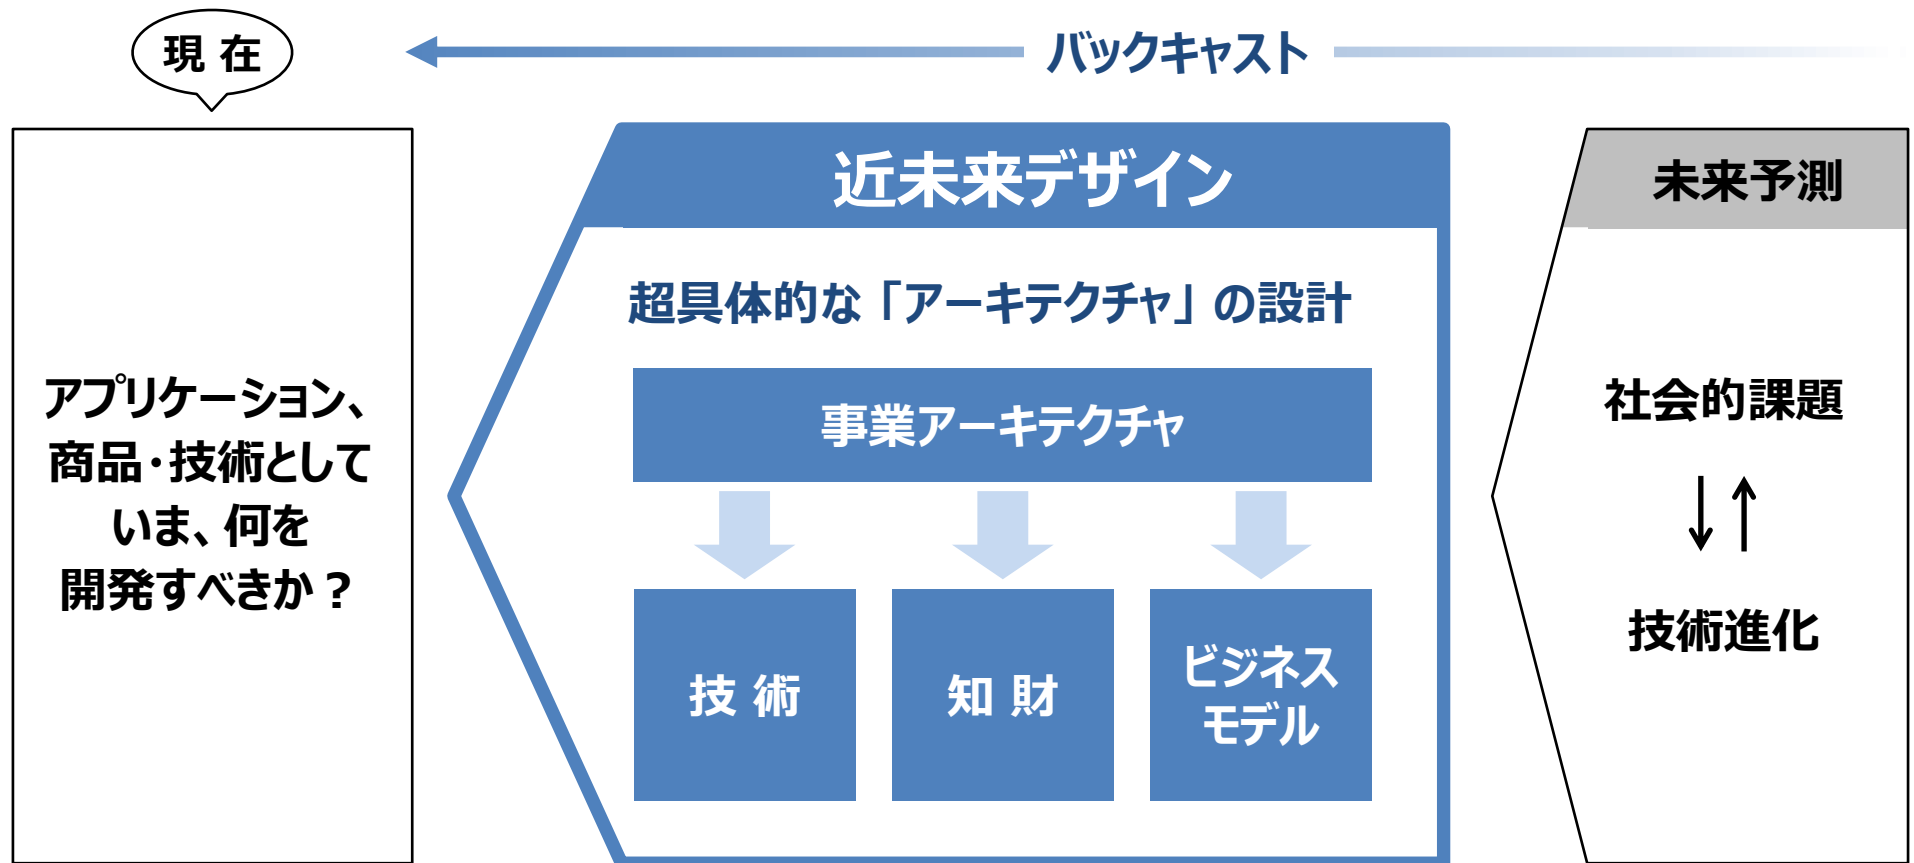 現 在
バックキャスト
アプリケーション、
商品・技術として
いま、何を
開発すべきか？
近未来デザイン
超具体的な「アーキテクチャ」の設計
事業アーキテクチャ
技 術
知 財
ビジネス
モデル
未来予測
社会的課題
技術進化